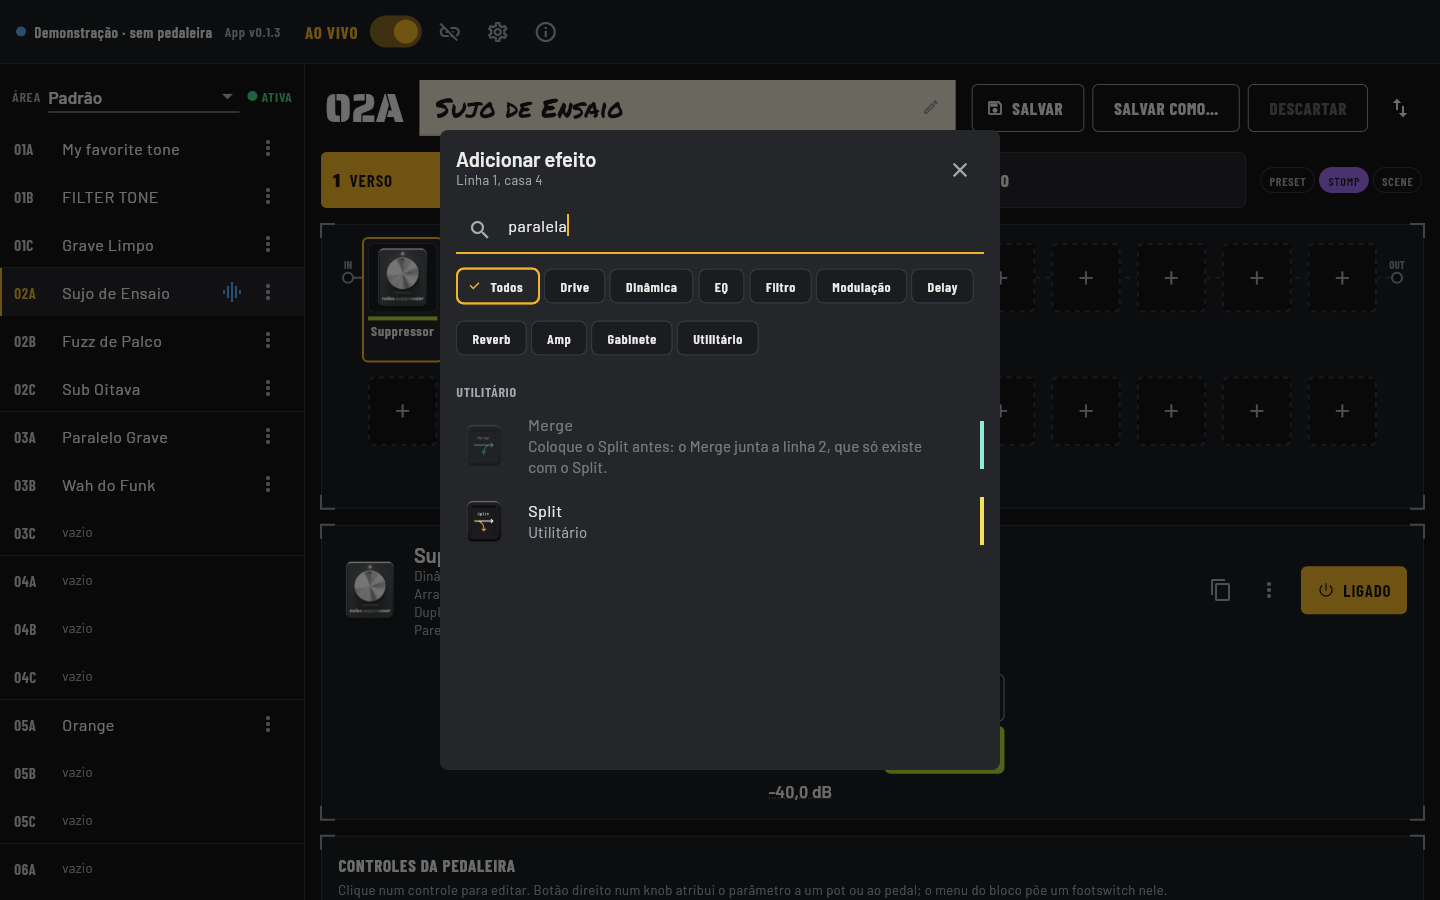 Demonstração · sem pedaleira App v0.1.3 AO VIVO
ÁREA Padrão ATIVA
01A My favorite tone
01B FILTER TONE
01C Grave Limpo
02A Sujo de Ensaio
02B Fuzz de Palco
02C Sub Oitava
03A Paralelo Grave
03B Wah do Funk
03C vazio
04A vazio
04B vazio
04C vazio
05A Orange
05B vazio
05C vazio
06A vazio
02A Sujo de Ensaio SALVAR SALVAR COMO... DESCARTAR
1 VERSO
PRESET STOMP SCENE
IN
OUT
Suppressor
Adicionar efeito
Linha 1, casa 4
paralela
Todos Drive Dinâmica EQ Filtro Modulação Delay
Reverb Amp Gabinete Utilitário
UTILITÁRIO
Merge
Coloque o Split antes: o Merge junta a linha 2, que só existe
com o Split.
Split
Utilitário
LIGADO
-40,0 dB
CONTROLES DA PEDALEIRA
Clique num controle para editar. Botão direito num knob atribui o parâmetro a um pot ou ao pedal; o menu do bloco põe um footswitch nele.